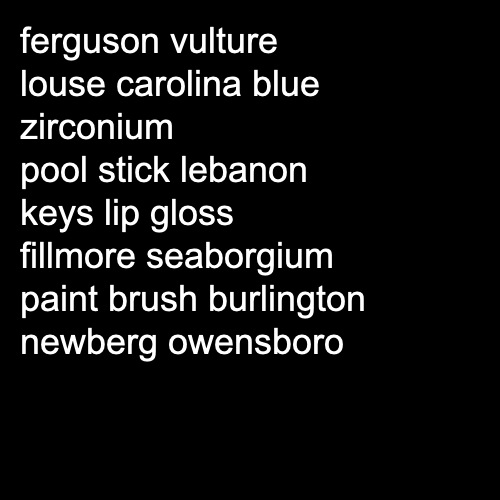 ferguson vulture
louse carolina blue
zirconium
pool stick lebanon
keys lip gloss
fillmore seaborgium
paint brush burlington
newberg owensboro